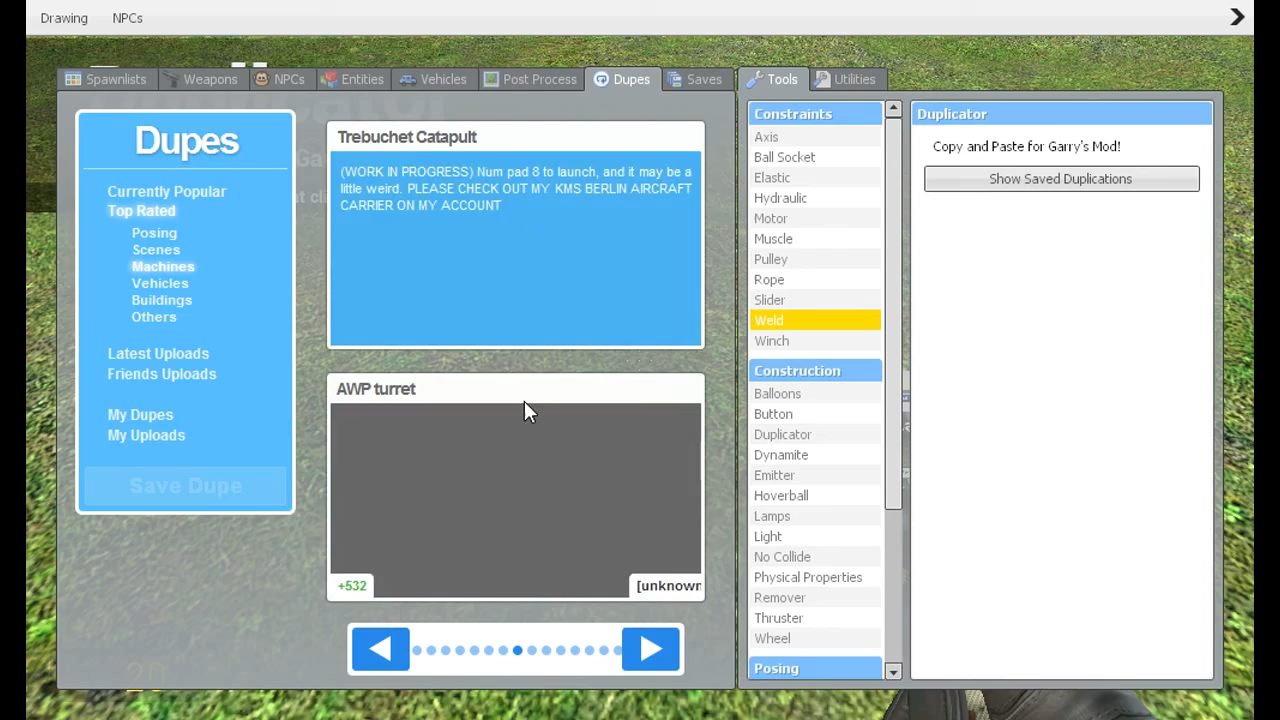 Drawing NPCs
Spawnlists Weapons NPCs Entities Vehicles Post Process Dupes Saves Tools Utilities
Dupes
Currently Popular
Top Rated
Posing
Scenes
Machines
Vehicles
Buildings
Others
Latest Uploads
Friends Uploads
My Dupes
My Uploads
Save Dupe
Trebuchet Catapult
(WORK IN PROGRESS) Num pad 8 to launch, and it may be a
little weird. PLEASE CHECK OUT MY KMS BERLIN AIRCRAFT
CARRIER ON MY ACCOUNT
AWP turret
+532 [unknown
Constraints
Axis
Ball Socket
Elastic
Hydraulic
Motor
Muscle
Pulley
Rope
Slider
Weld
Winch
Construction
Balloons
Button
Duplicator
Dynamite
Emitter
Hoverball
Lamps
Light
No Collide
Physical Properties
Remover
Thruster
Wheel
Posing
Duplicator
Copy and Paste for Garry's Mod!
Show Saved Duplications
20